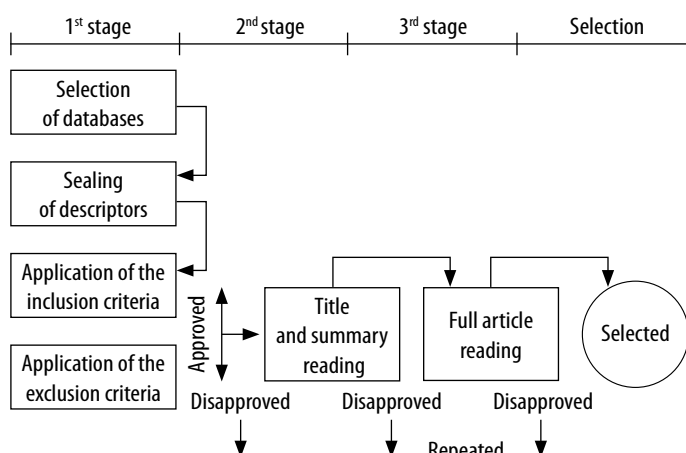 1st stage 2nd stage 3rd stage Selection
Selection
of databases
Sealing
of descriptors
Application of the
inclusion criteria
Application of the
exclusion criteria
Approved
Title
and summary
reading
Full article
reading
Selected
Disapproved Disapproved Disapproved
Repeated